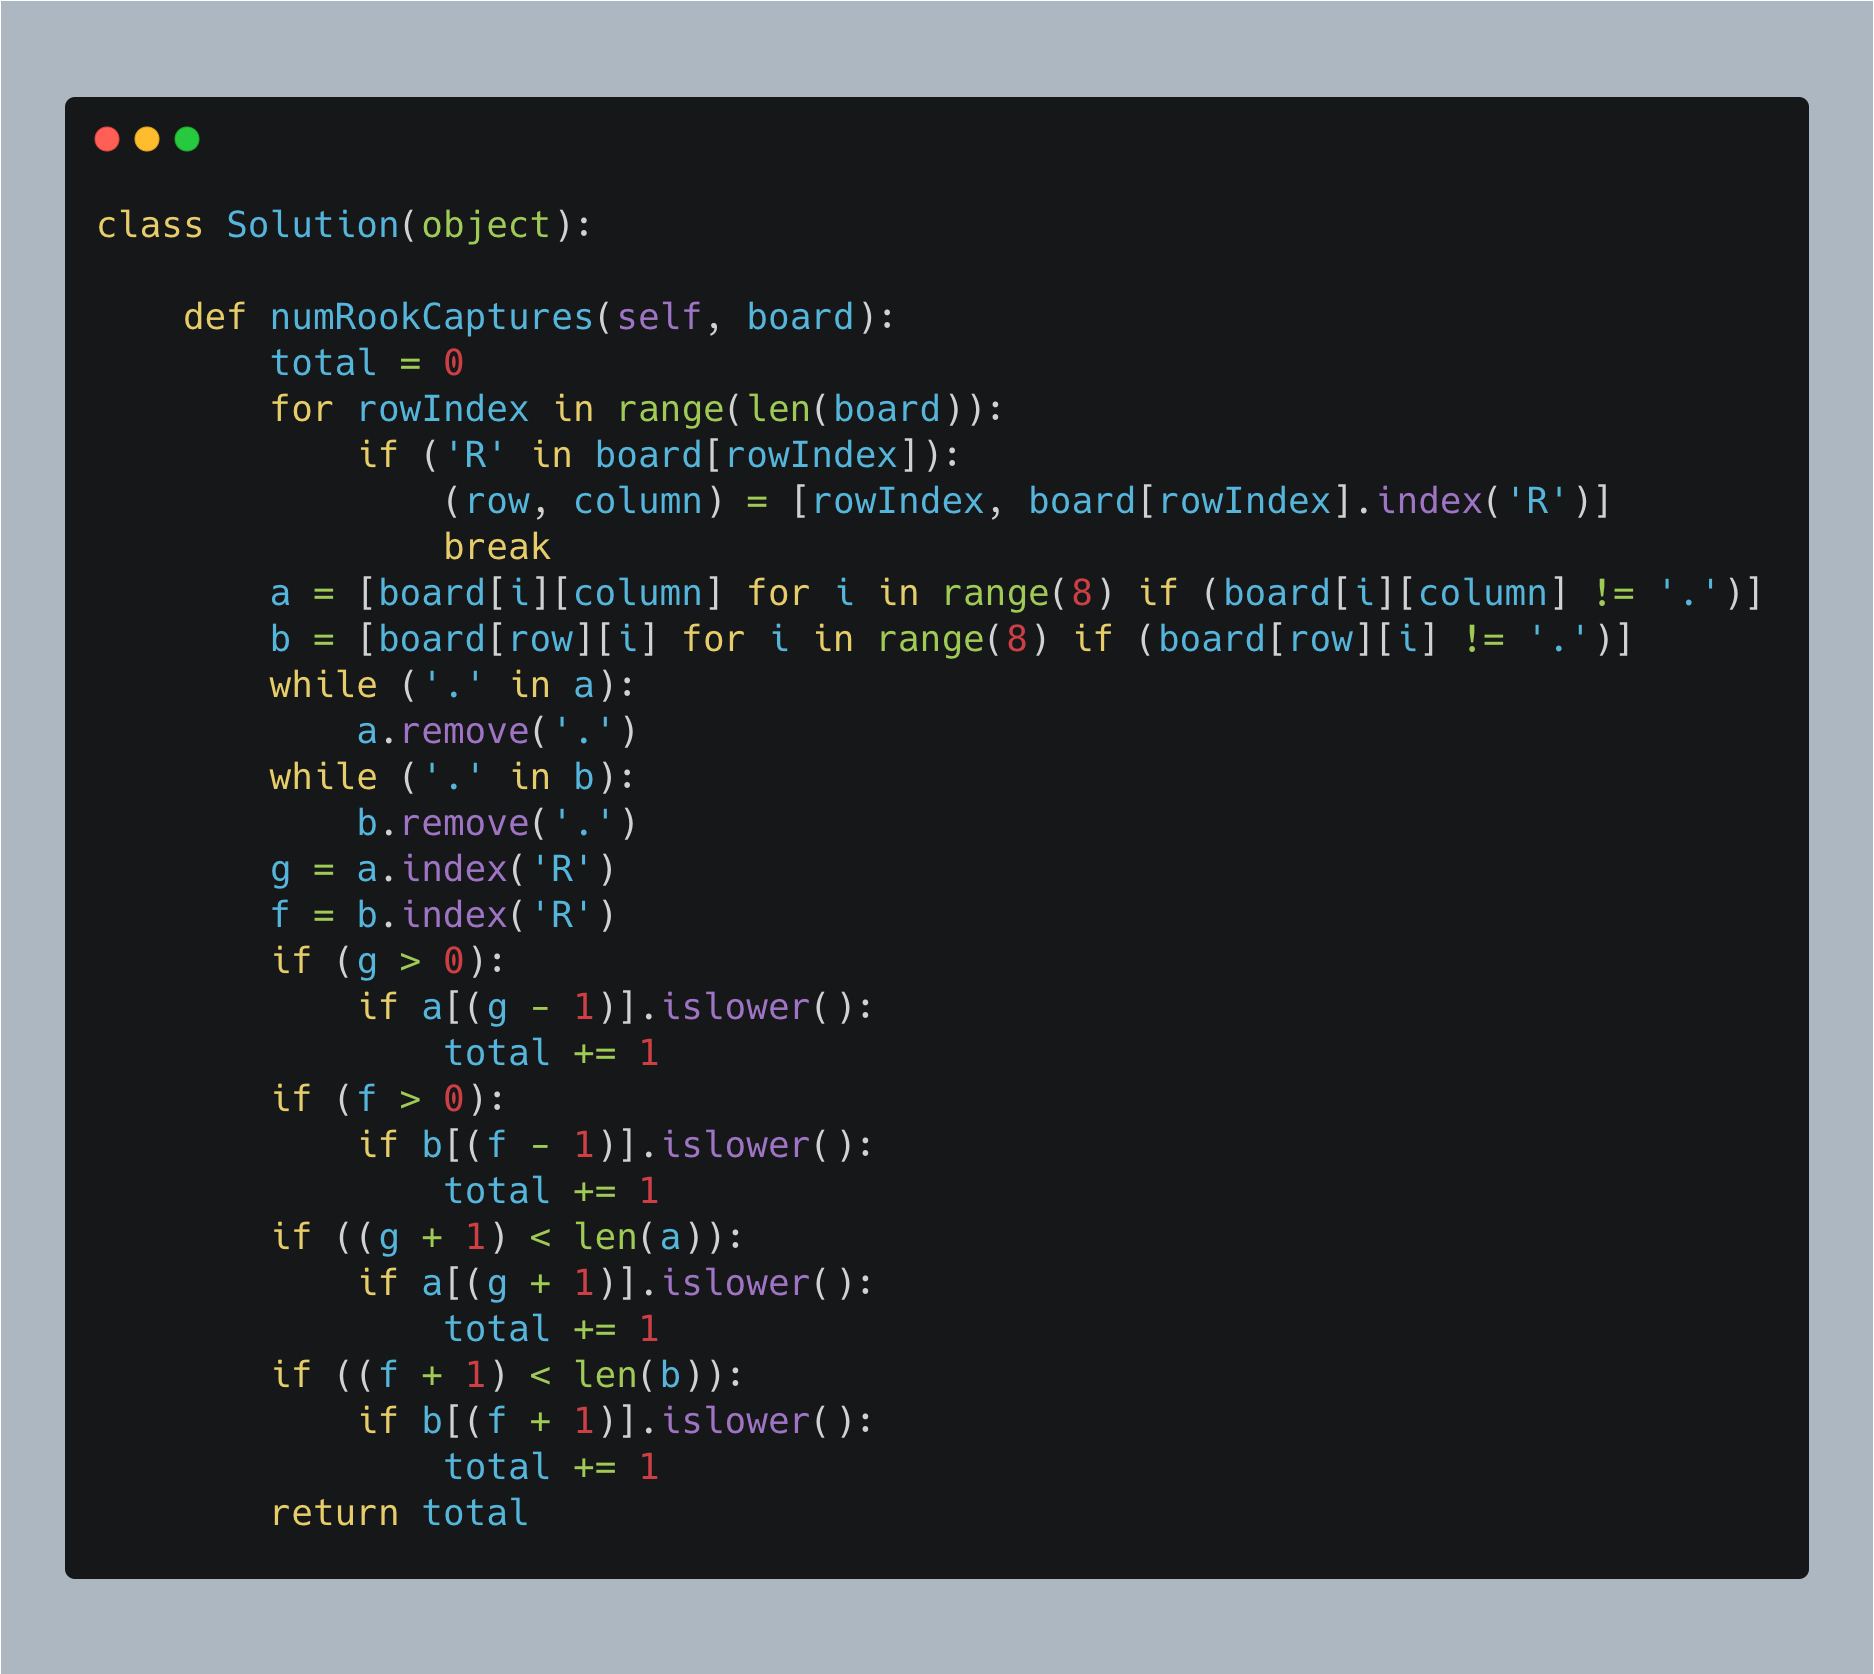 class Solution(object):

    def numRookCaptures(self, board):
        total = 0
        for rowIndex in range(len(board)):
            if ('R' in board[rowIndex]):
                (row, column) = [rowIndex, board[rowIndex].index('R')]
                break
        a = [board[i][column] for i in range(8) if (board[i][column] != '.')]
        b = [board[row][i] for i in range(8) if (board[row][i] != '.')]
        while ('.' in a):
            a.remove('.')
        while ('.' in b):
            b.remove('.')
        g = a.index('R')
        f = b.index('R')
        if (g > 0):
            if a[(g - 1)].islower():
                total += 1
        if (f > 0):
            if b[(f - 1)].islower():
                total += 1
        if ((g + 1) < len(a)):
            if a[(g + 1)].islower():
                total += 1
        if ((f + 1) < len(b)):
            if b[(f + 1)].islower():
                total += 1
        return total